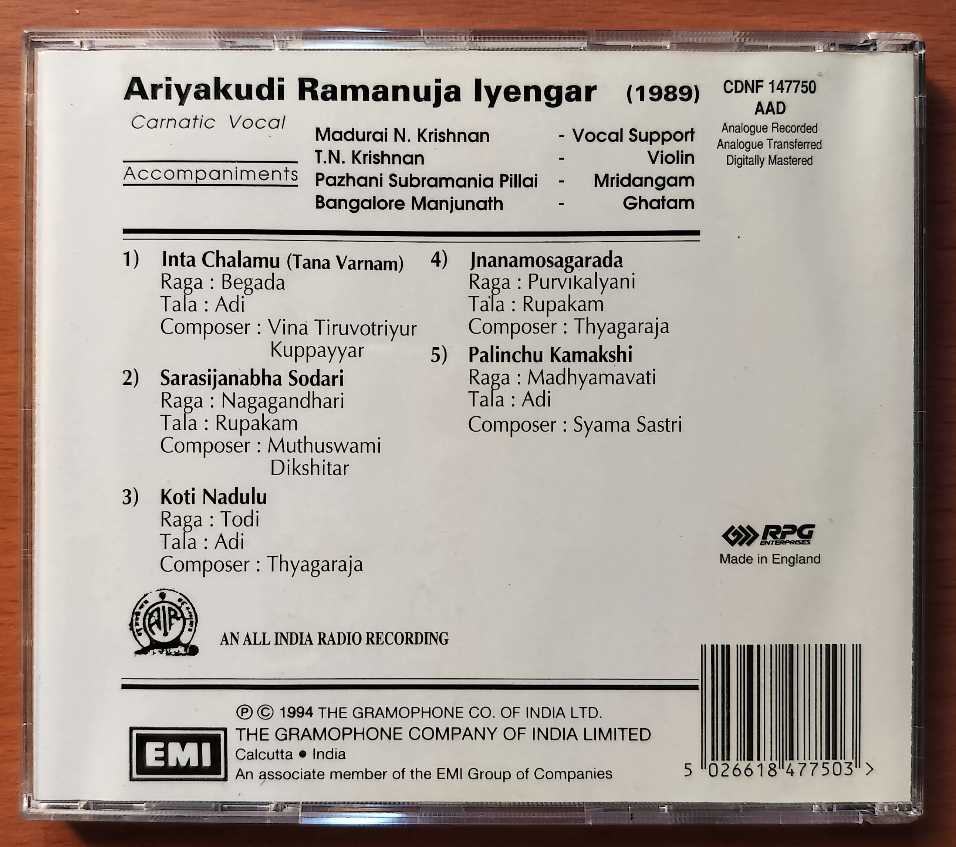 Ariyakudi Ramanuja Iyengar (1989)
Carnatic Vocal
Accompaniments
Madurai N. Krishnan - Vocal Support
T.N. Krishnan - Violin
Pazhani Subramania Pillai - Mridangam
Bangalore Manjunath - Ghatam
CDNF 147750
AAD
Analogue Recorded
Analogue Transferred
Digitally Mastered
1) Inta Chalamu (Tana Varnam)
Raga : Begada
Tala : Adi
Composer : Vina Tiruvotriyur
Kuppayyar
2) Sarasijanabha Sodari
Raga : Nagagandhari
Tala : Rupakam
Composer : Muthuswami
Dikshitar
3) Koti Nadulu
Raga : Todi
Tala : Adi
Composer : Thyagaraja
4) Jnanamosagarada
Raga : Purvikalyani
Tala : Rupakam
Composer : Thyagaraja
5) Palinchu Kamakshi
Raga : Madhyamavati
Tala : Adi
Composer : Syama Sastri
RPG
ENTERPRISES
Made in England
AIR
AN ALL INDIA RADIO RECORDING
℗ © 1994 THE GRAMOPHONE CO. OF INDIA LTD.
EMI
THE GRAMOPHONE COMPANY OF INDIA LIMITED
Calcutta • India
An associate member of the EMI Group of Companies
5 026618 477503 >